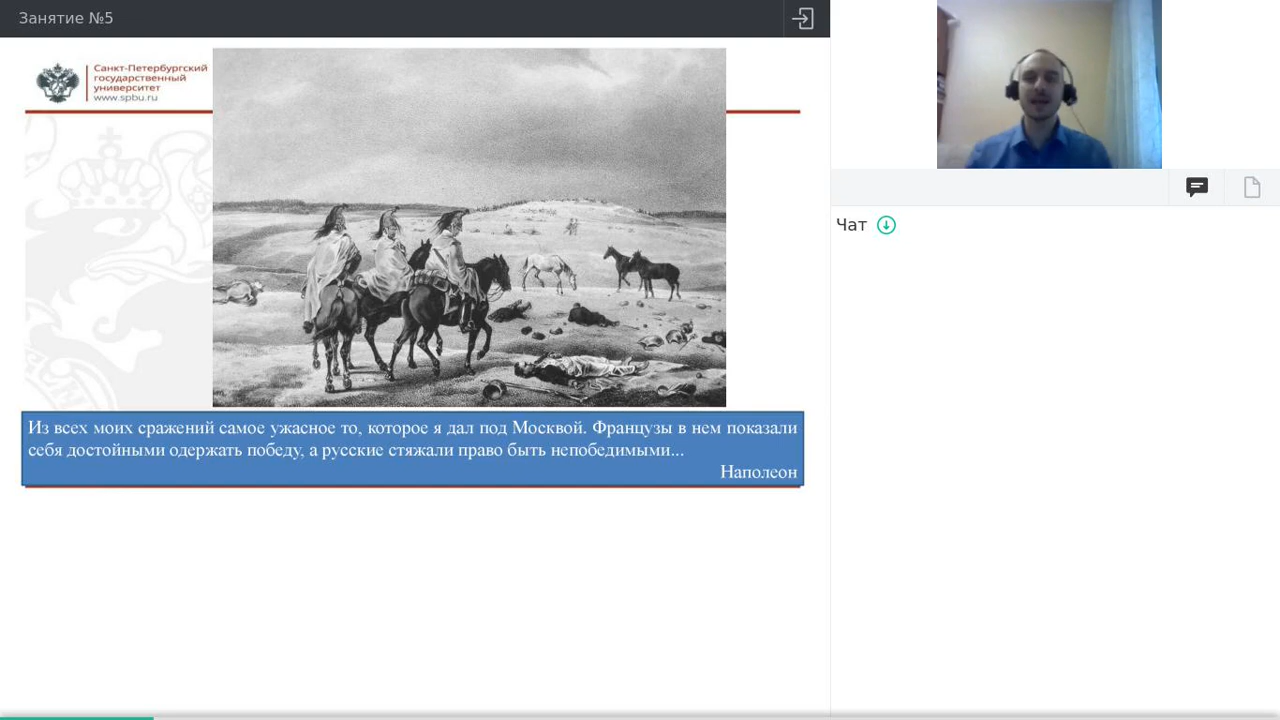 Занятие №5
Санкт-Петербургский
государственный
университет
www.spbu.ru
Из всех моих сражений самое ужасное то, которое я дал под Москвой. Французы в нем показали
себя достойными одержать победу, а русские стяжали право быть непобедимыми...
Наполеон
Чат